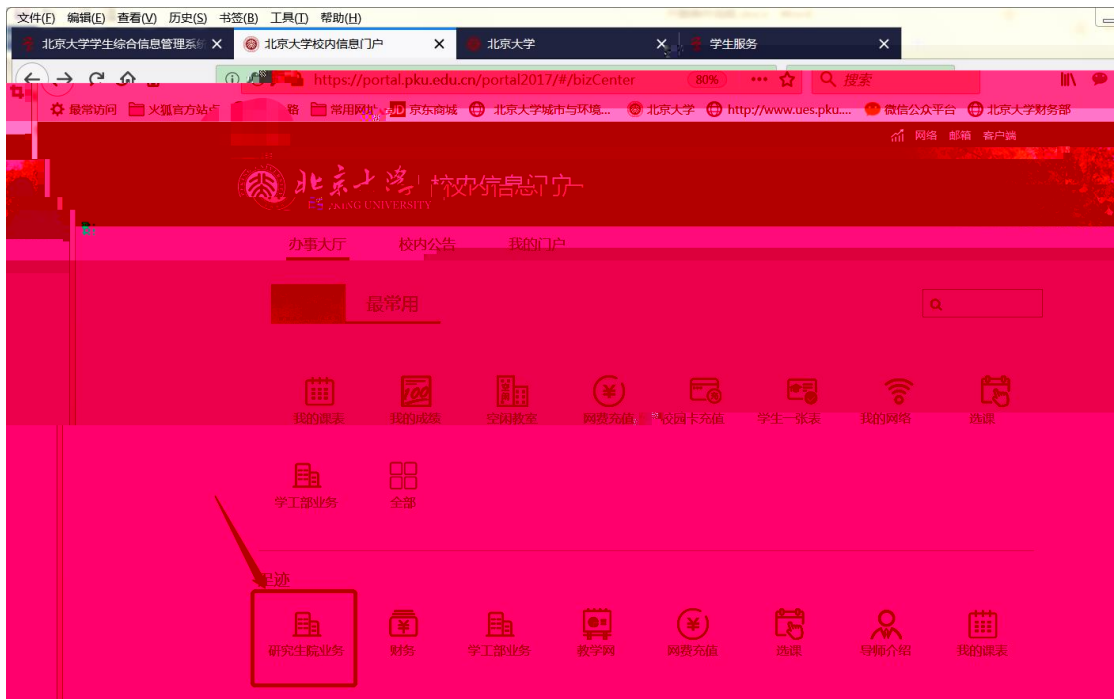 文件(F) 编辑(E) 查看(V) 历史(S) 书签(B) 工具(T) 帮助(H)
北京大学学生综合信息管理系统 北京大学校内信息门户 北京大学 学生服务
https://portal.pku.edu.cn/portal2017/#/bizCenter 80% 搜索
最常访问 火狐官方站点 常用网址 JD 京东商城 北京大学城市与环境... 北京大学 http://www.ues.pku.... 微信公众平台 北京大学财务部
网络 邮箱 客户端
北京大学 校内信息门户
UNIVERSITY
办事大厅 校内公告 我的门户
最常用
我的课表 我的成绩 空闲教室 网费充值 校园卡充值 学生一张表 我的网络 选课
学工部业务 全部
足迹
研究生院业务 财务 学工部业务 教学网 网费充值 选课 导师介绍 我的课表